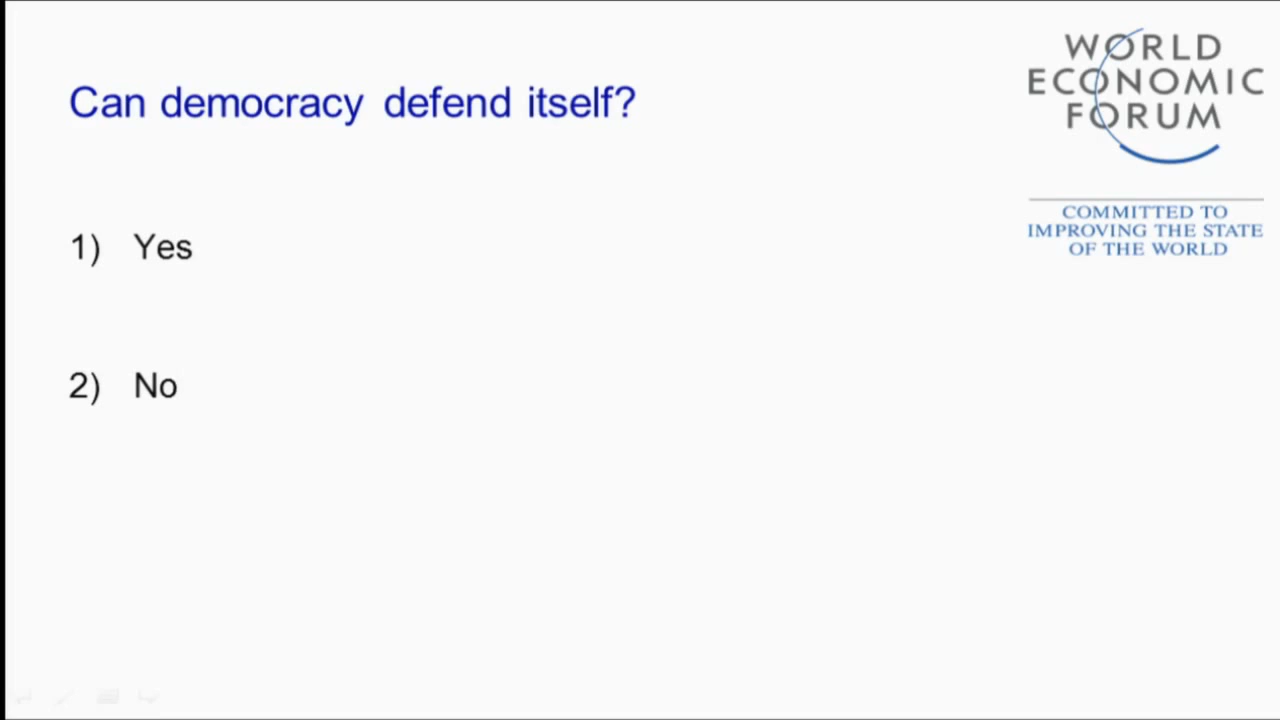 Can democracy defend itself?
1) Yes
2) No
WORLD
ECONOMIC
FORUM
COMMITTED TO
IMPROVING THE STATE
OF THE WORLD